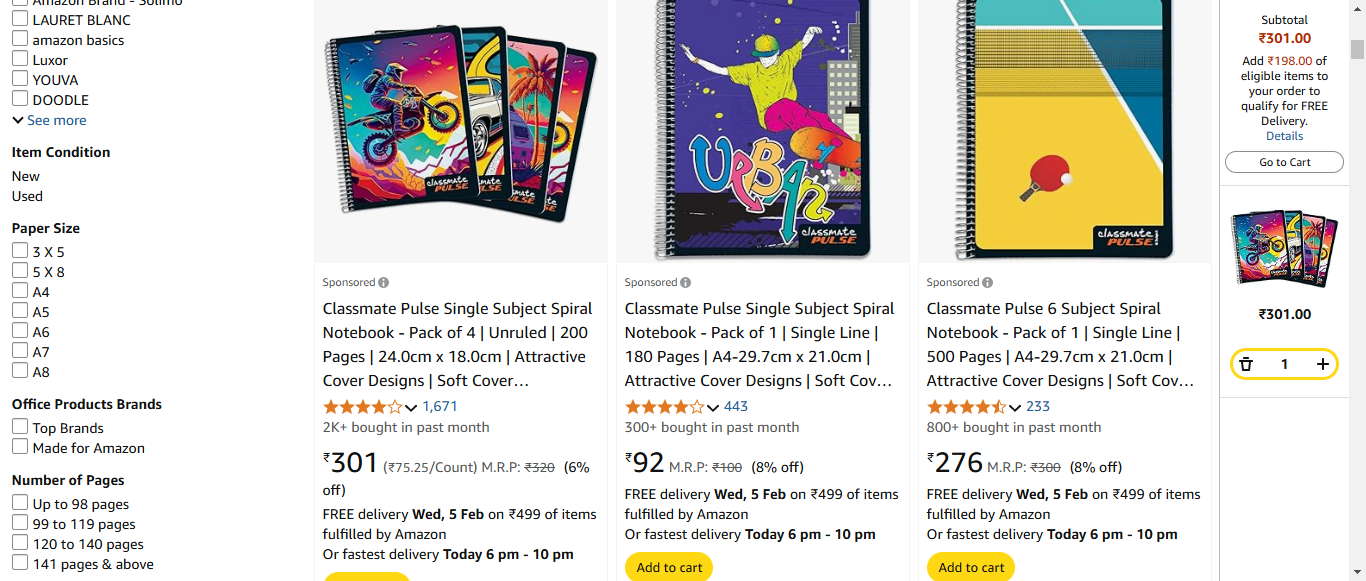 Amazon Brand - Solimo
LAURET BLANC
amazon basics
Luxor
YOUVA
DOODLE
See more
Item Condition
New
Used
Paper Size
3 X 5
5 X 8
A4
A5
A6
A7
A8
Office Products Brands
Top Brands
Made for Amazon
Number of Pages
Up to 98 pages
99 to 119 pages
120 to 140 pages
141 pages & above
classmate
PULSE
Sponsored
Classmate Pulse Single Subject Spiral
Notebook - Pack of 4 | Unruled | 200
Pages | 24.0cm x 18.0cm | Attractive
Cover Designs | Soft Cover…
1,671
2K+ bought in past month
₹301 (₹75.25/Count) M.R.P: ₹320 (6%
off)
FREE delivery Wed, 5 Feb on ₹499 of items
fulfilled by Amazon
Or fastest delivery Today 6 pm - 10 pm
URBAN
classmate
PULSE
Sponsored
Classmate Pulse Single Subject Spiral
Notebook - Pack of 1 | Single Line |
180 Pages | A4-29.7cm x 21.0cm |
Attractive Cover Designs | Soft Cov…
443
300+ bought in past month
₹92 M.R.P: ₹100 (8% off)
FREE delivery Wed, 5 Feb on ₹499 of items
fulfilled by Amazon
Or fastest delivery Today 6 pm - 10 pm
Add to cart
classmate
PULSE
Sponsored
Classmate Pulse 6 Subject Spiral
Notebook - Pack of 1 | Single Line |
500 Pages | A4-29.7cm x 21.0cm |
Attractive Cover Designs | Soft Cov…
233
800+ bought in past month
₹276 M.R.P: ₹300 (8% off)
FREE delivery Wed, 5 Feb on ₹499 of items
fulfilled by Amazon
Or fastest delivery Today 6 pm - 10 pm
Add to cart
Subtotal
₹301.00
Add ₹198.00 of
eligible items to
your order to
qualify for FREE
Delivery.
Details
Go to Cart
₹301.00
1